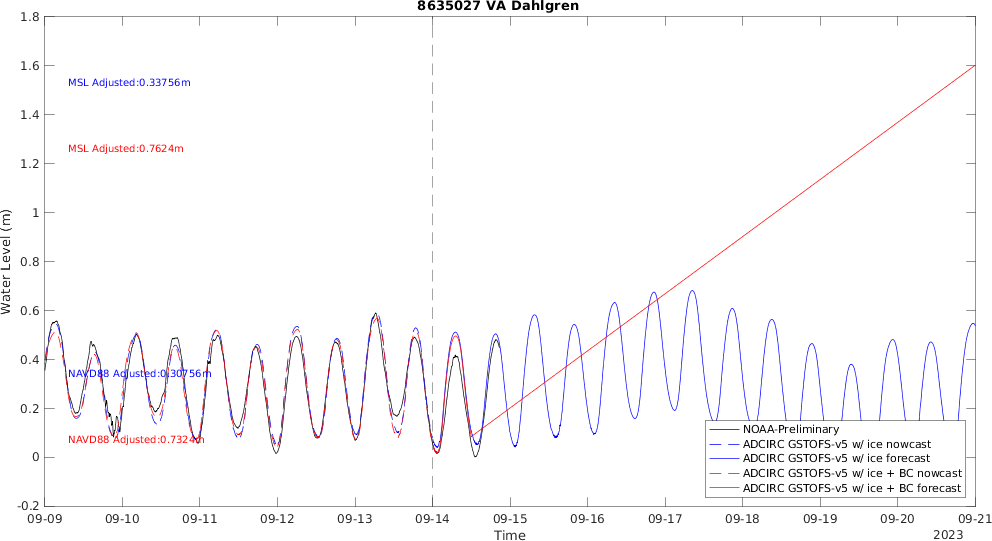 8635027 VA Dahlgren
1.8
1.6
1.4
1.2
1
0.8
0.6
0.4
0.2
0
-0.2
Water Level (m)
MSL Adjusted:0.33756m
MSL Adjusted:0.7624m
NAVD88 Adjusted:0.30756m
NAVD88 Adjusted:0.7324m
NOAA-Preliminary
ADCIRC GSTOFS-v5 w/ ice nowcast
ADCIRC GSTOFS-v5 w/ ice forecast
ADCIRC GSTOFS-v5 w/ ice + BC nowcast
ADCIRC GSTOFS-v5 w/ ice + BC forecast
09-09 09-10 09-11 09-12 09-13 09-14 09-15 09-16 09-17 09-18 09-19 09-20 09-21
Time
2023